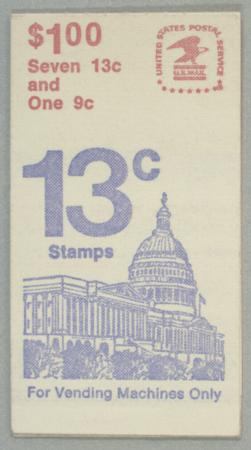 $1.00
Seven 13c
and
One 9c
UNITED STATES POSTAL SERVICE
U.S.MAIL
13c
Stamps
For Vending Machines Only